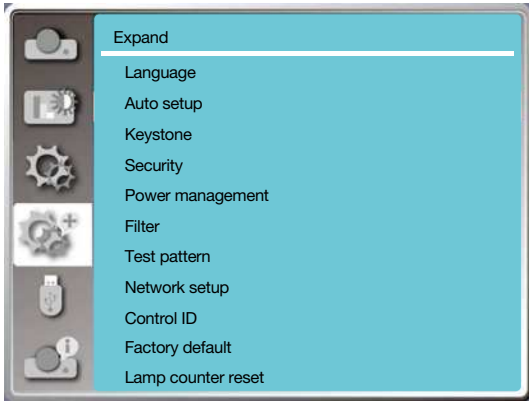 Expand
Language
Auto setup
Keystone
Security
Power management
Filter
Test pattern
Network setup
Control ID
Factory default
Lamp counter reset